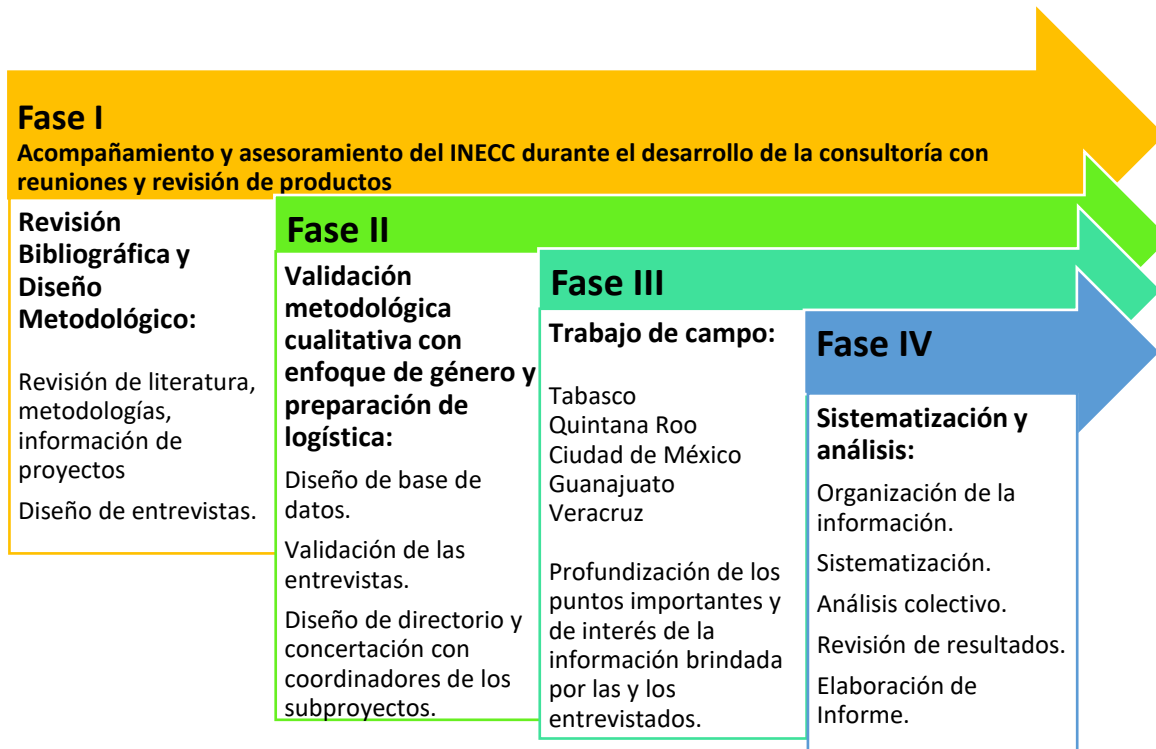 Fase I
Acompañamiento y asesoramiento del INECC durante el desarrollo de la consultoría con
reuniones y revisión de productos
Revisión
Bibliográfica y
Diseño
Metodológico:
Revisión de literatura,
metodologías,
información de
proyectos
Diseño de entrevistas.
Fase II
Validación
metodológica
cualitativa con
enfoque de género y
preparación de
logística:
Diseño de base de
datos.
Validación de las
entrevistas.
Diseño de directorio y
concertación con
coordinadores de los
subproyectos.
Fase III
Trabajo de campo:
Tabasco
Quintana Roo
Ciudad de México
Guanajuato
Veracruz
Profundización de los
puntos importantes y
de interés de la
información brindada
por las y los
entrevistados.
Fase IV
Sistematización y
análisis:
Organización de la
información.
Sistematización.
Análisis colectivo.
Revisión de resultados.
Elaboración de
Informe.